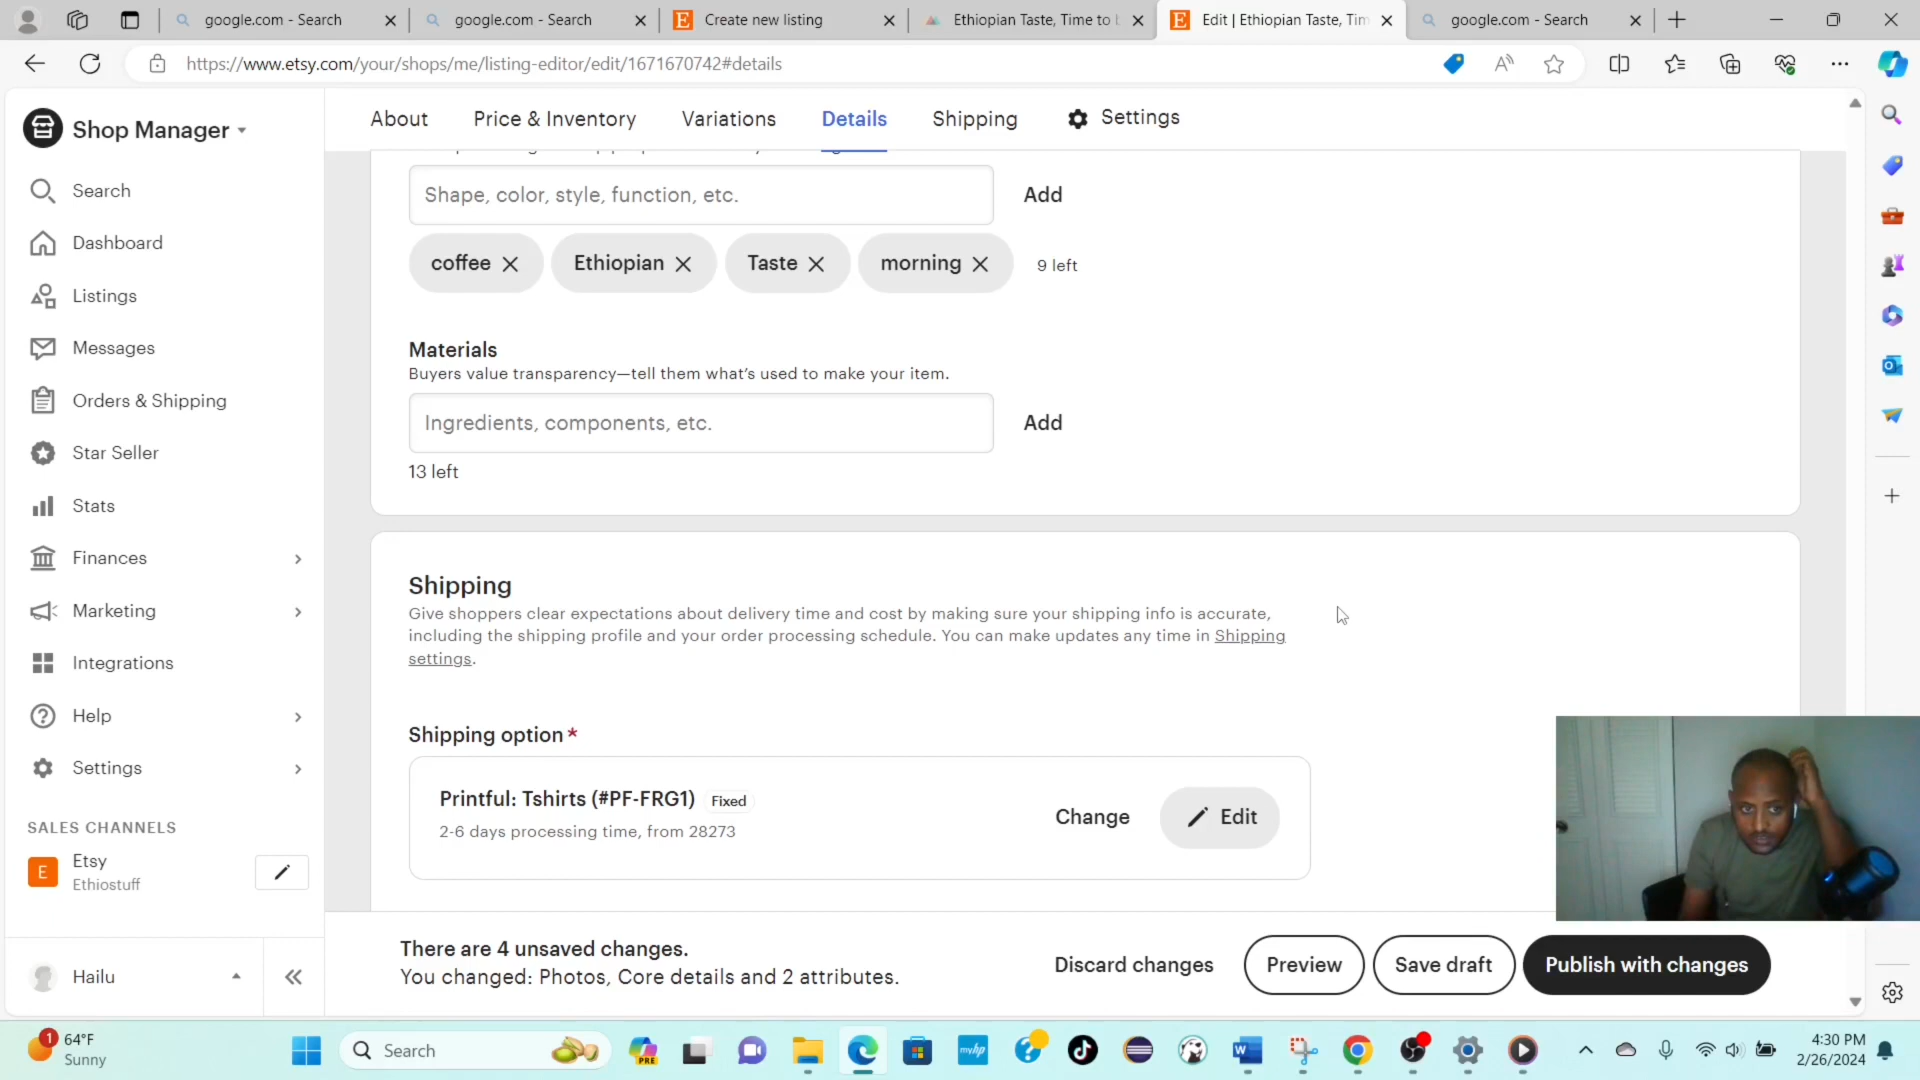 google.com - Search
google.com - Search
Create new listing
Ethiopian Taste, Time to
Edit | Ethiopian Taste, Tim
google.com - Search
https://www.etsy.com/your/shops/me/listing-editor/edit/1671670742#details
Shop Manager
About
Price & Inventory
Variations
Details
Shipping
Settings
Search
Dashboard
Listings
Messages
Orders & Shipping
Star Seller
Stats
Finances
Marketing
Integrations
Help
Settings
SALES CHANNELS
E
Etsy
Ethiostuff
Hailu
Shape, color, style, function, etc.
Add
coffee
Ethiopian
Taste
morning
9 left
Materials
Buyers value transparency—tell them what's used to make your item.
Ingredients, components, etc.
Add
13 left
Shipping
Give shoppers clear expectations about delivery time and cost by making sure your shipping info is accurate,
including the shipping profile and your order processing schedule. You can make updates any time in Shipping
settings.
Shipping option *
Printful: Tshirts (#PF-FRG1) Fixed
2-6 days processing time, from 28273
Change
Edit
There are 4 unsaved changes.
You changed: Photos, Core details and 2 attributes.
Discard changes
Preview
Save draft
Publish with changes
1
64°F
Sunny
Search
PRE
myhp
4:30 PM
2/26/2024